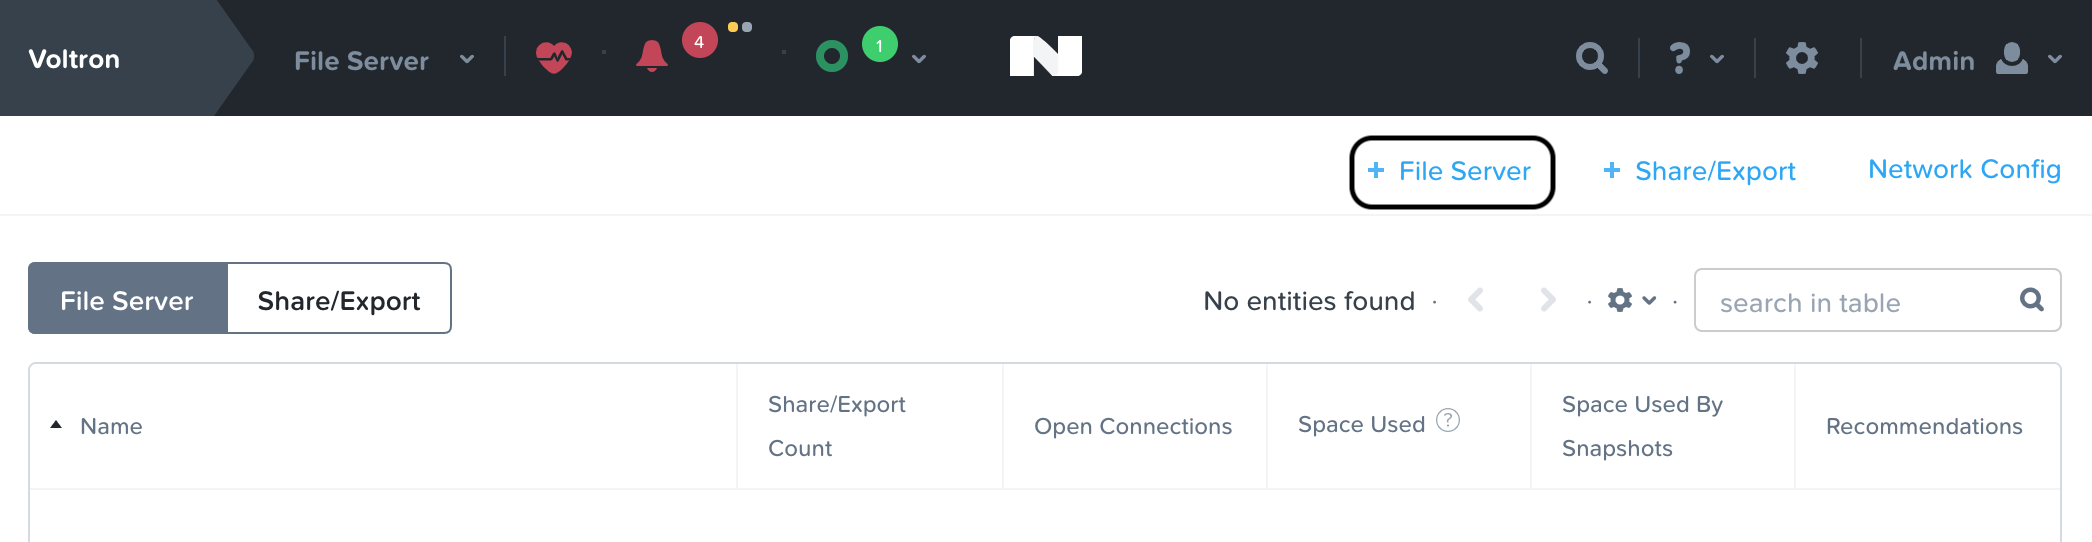 Voltron
File Server
4
1
N
?
Admin
+ File Server
+ Share/Export
Network Config
File Server
Share/Export
No entities found
search in table
Name
Share/Export
Count
Open Connections
Space Used ?
Space Used By
Snapshots
Recommendations